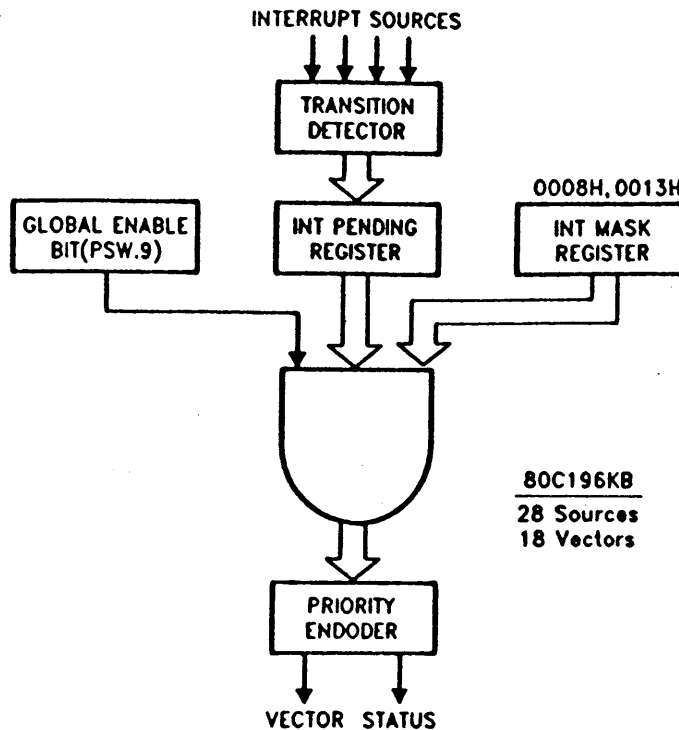 INTERRUPT SOURCES
TRANSITION
DETECTOR
0008H, 0013H
GLOBAL ENABLE
BIT(PSW.9)
INT PENDING
REGISTER
INT MASK
REGISTER
80C196KB
28 Sources
18 Vectors
PRIORITY
ENDODER
VECTOR STATUS